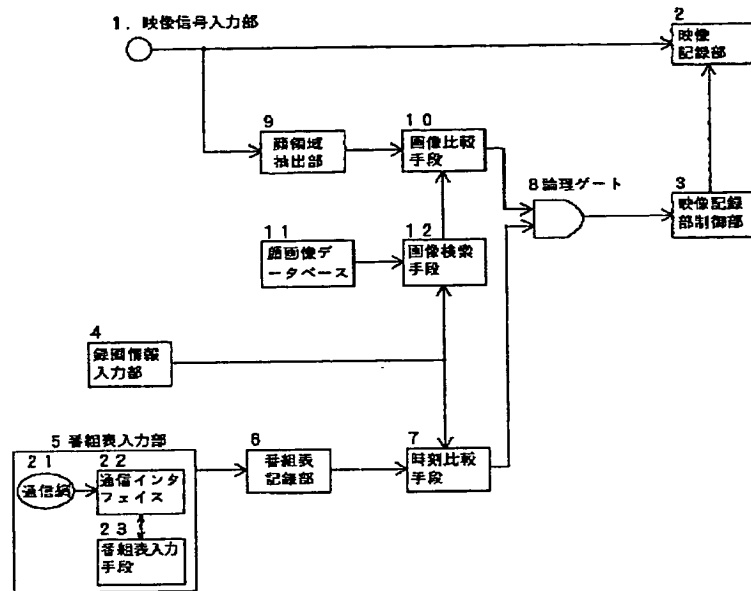 1. 映像信号入力部
2
映像
記録部
9
顔領域
抽出部
10
画像比較
手段
8論理ゲート
3
映像記録
部制御部
11
顔画像デ
ータベース
12
画像検索
手段
4
録画情報
入力部
5 番組表入力部
21
通信網
22
通信インタ
フェイス
23
番組表入力
手段
6
番組表
記録部
7
時刻比較
手段